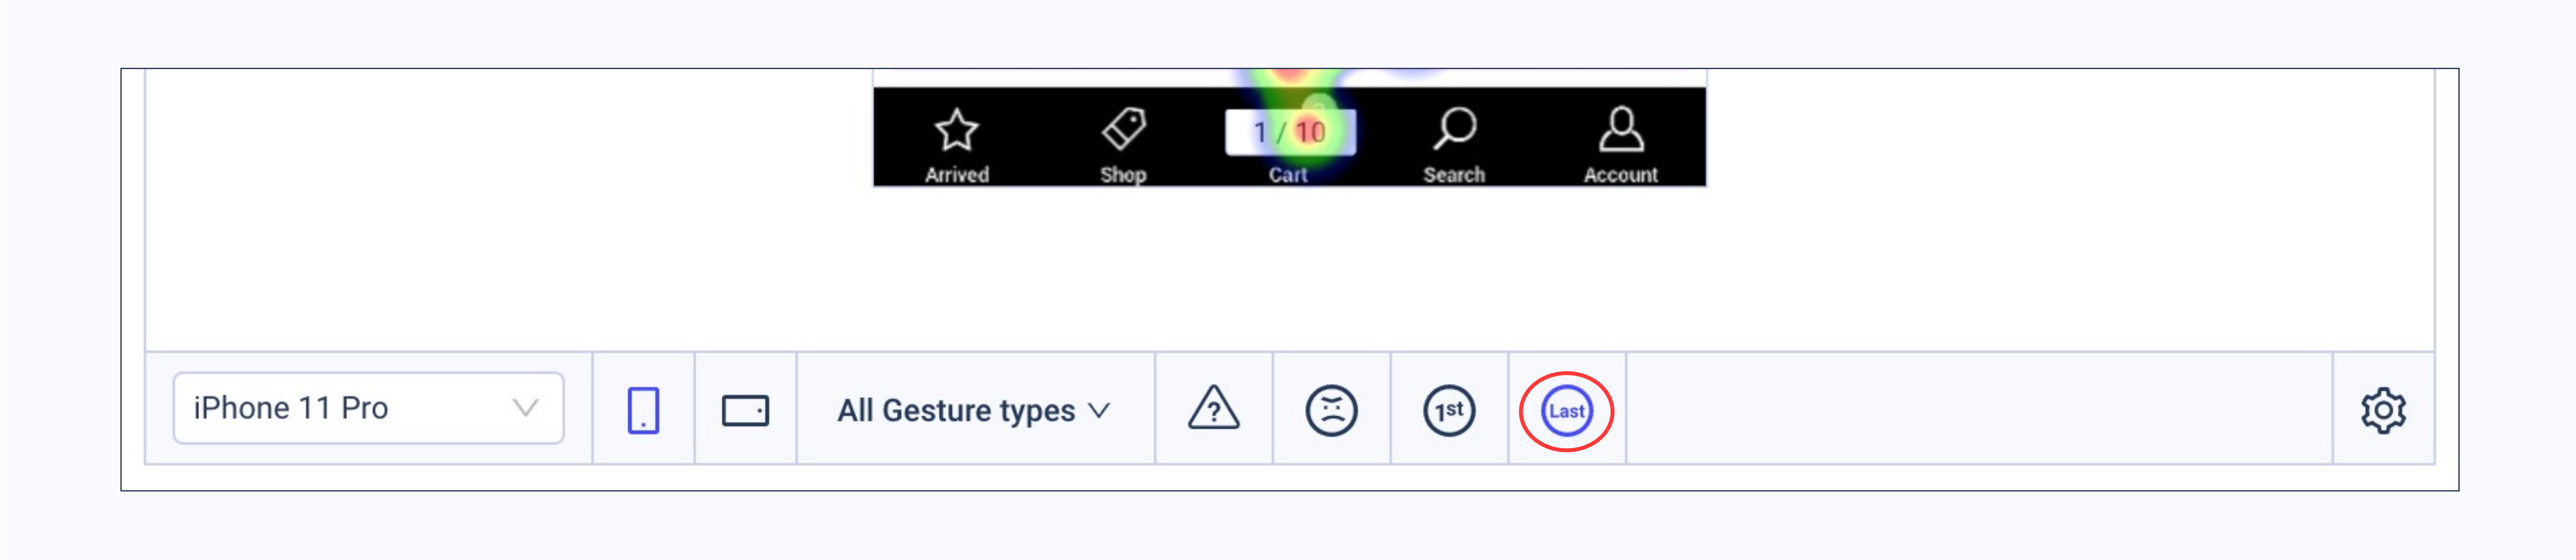 1 / 10
Arrived Shop Cart Search Account
iPhone 11 Pro All Gesture types ? 1st Last